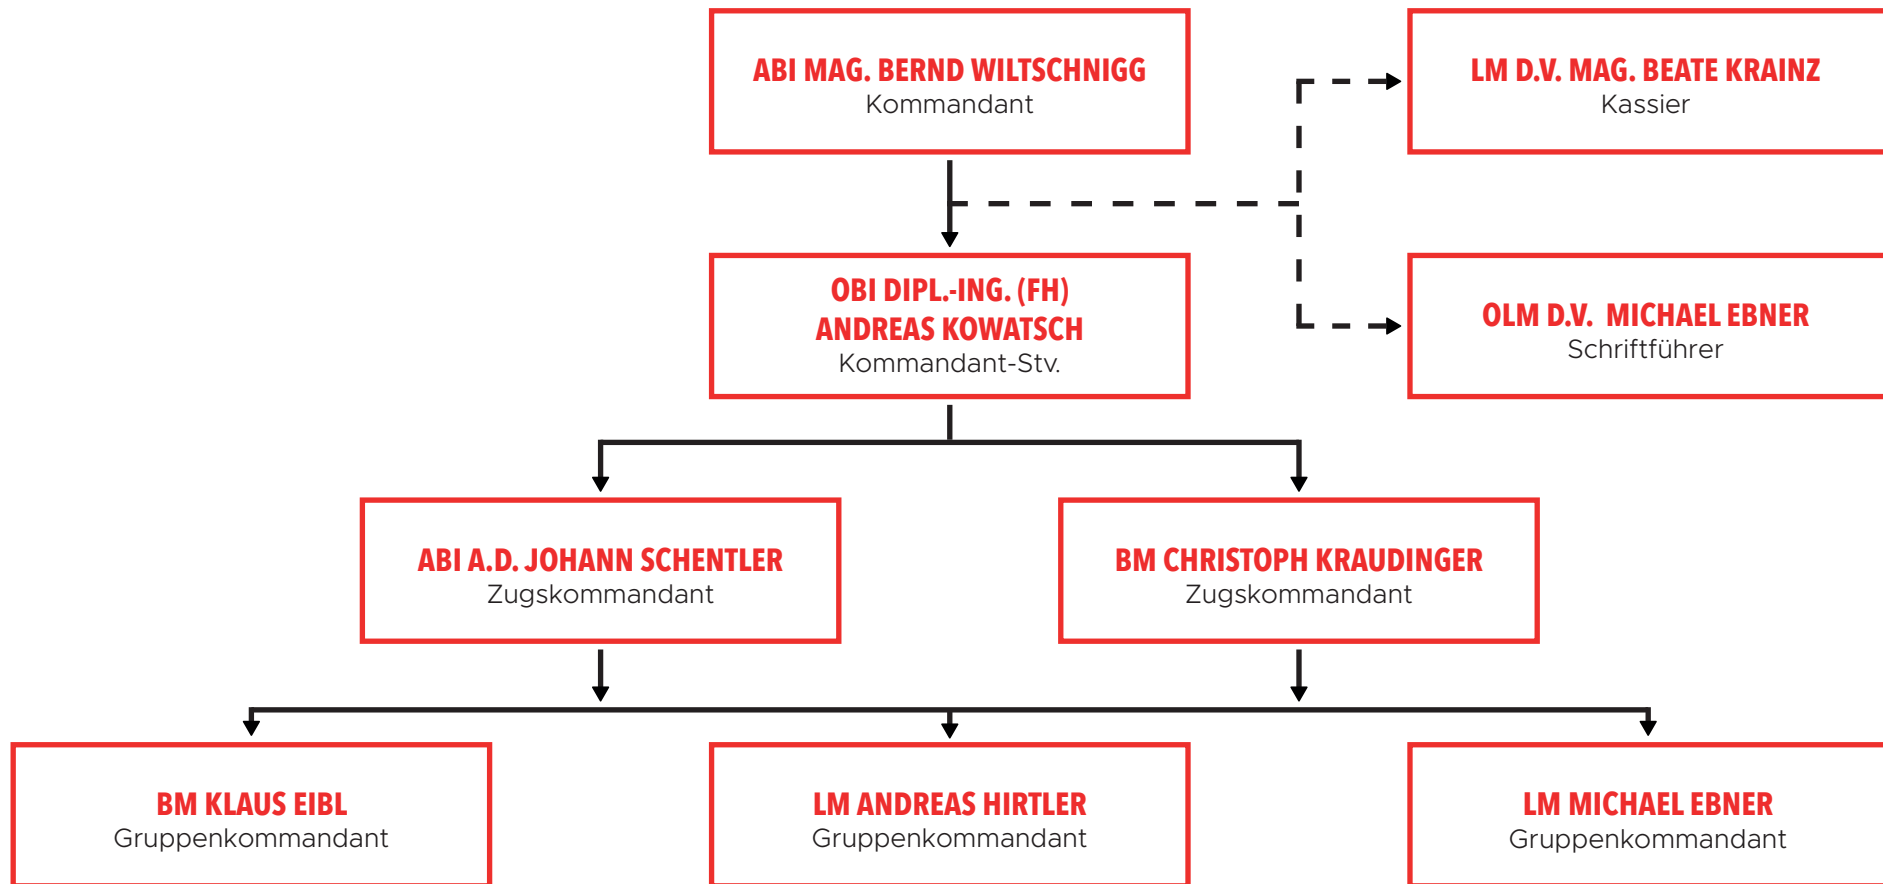 ABI MAG. BERND WILTSCHNIGG
Kommandant
LM D.V. MAG. BEATE KRAINZ
Kassier
OBI DIPL.-ING. (FH)
ANDREAS KOWATSCH
Kommandant-Stv.
OLM D.V. MICHAEL EBNER
Schriftführer
ABI A.D. JOHANN SCHENTLER
Zugskommandant
BM CHRISTOPH KRAUDINGER
Zugskommandant
BM KLAUS EIBL
Gruppenkommandant
LM ANDREAS HIRTLER
Gruppenkommandant
LM MICHAEL EBNER
Gruppenkommandant